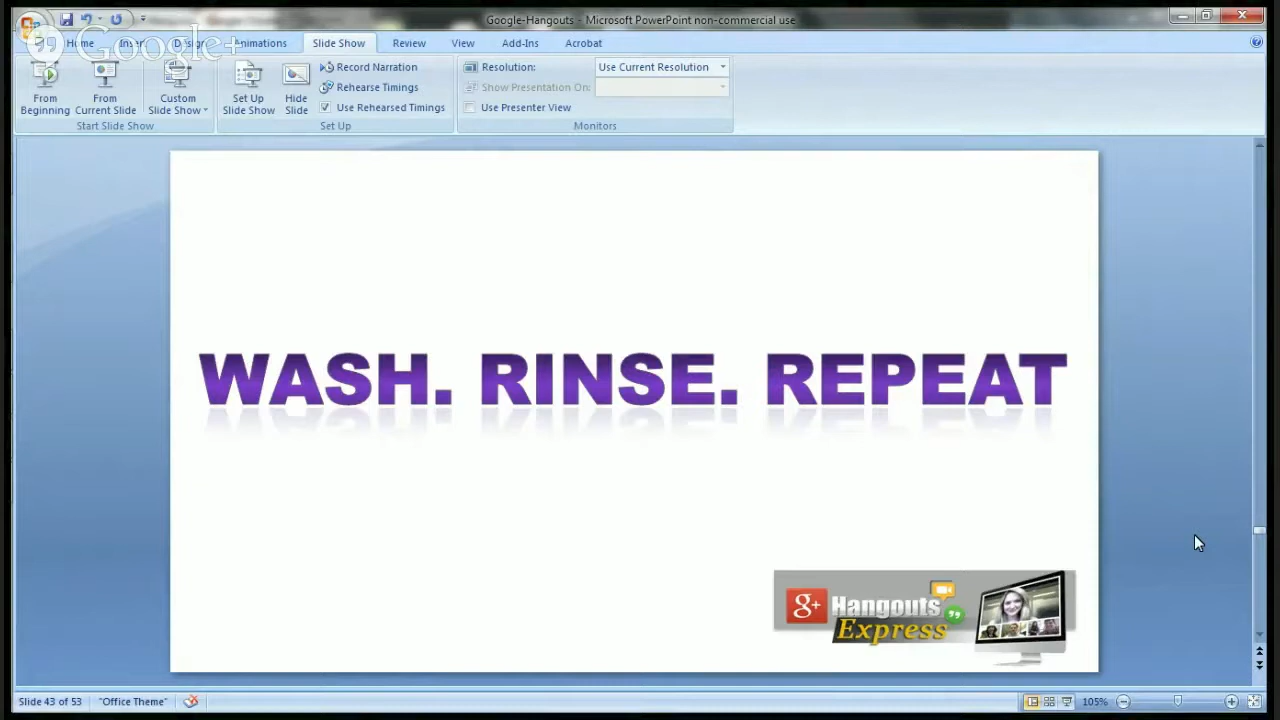 Google-Hangouts - Microsoft PowerPoint non-commercial use
Google+
Home Insert Design Animations Slide Show Review View Add-Ins Acrobat
From Beginning
From Current Slide
Custom Slide Show
Start Slide Show
Set Up Slide Show
Hide Slide
Record Narration
Rehearse Timings
Use Rehearsed Timings
Set Up
Resolution: Use Current Resolution
Show Presentation On:
Use Presenter View
Monitors
WASH. RINSE. REPEAT
g+ Hangouts
Express
Slide 43 of 53 "Office Theme" 105%